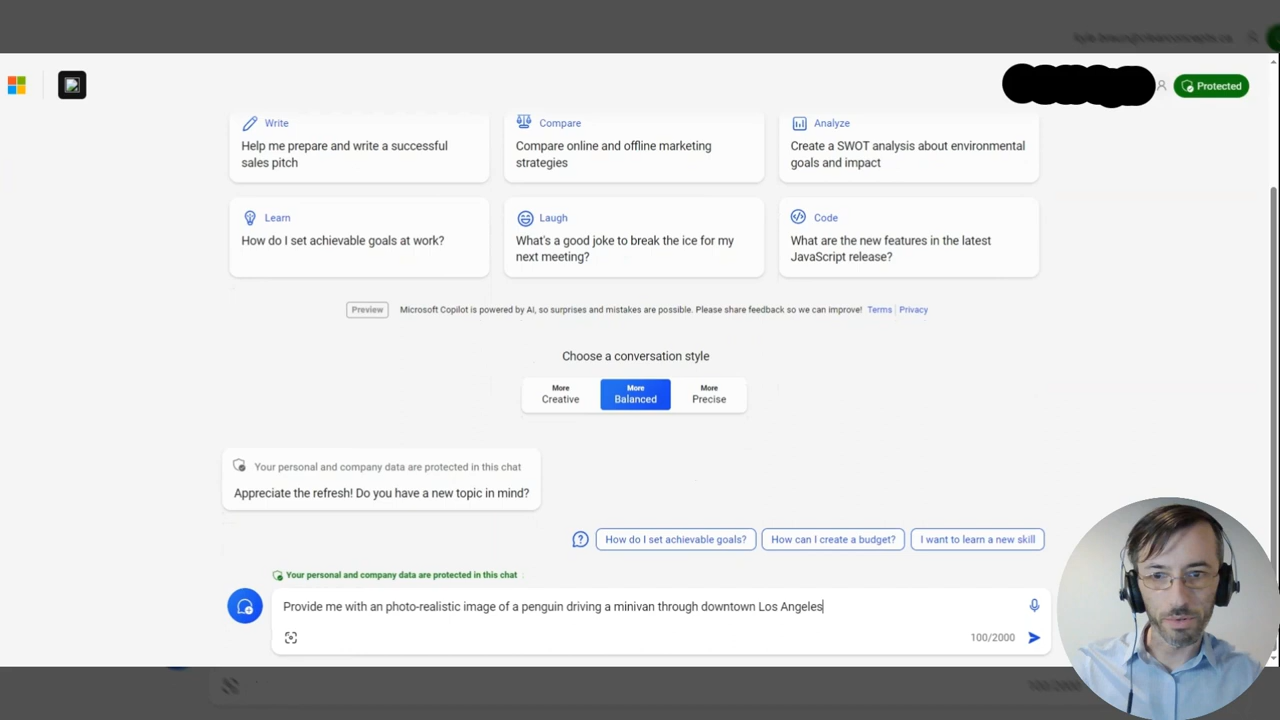 Protected
Write
Help me prepare and write a successful
sales pitch
Compare
Compare online and offline marketing
strategies
Analyze
Create a SWOT analysis about environmental
goals and impact
Learn
How do I set achievable goals at work?
Laugh
What's a good joke to break the ice for my
next meeting?
Code
What are the new features in the latest
JavaScript release?
Preview
Microsoft Copilot is powered by AI, so surprises and mistakes are possible. Please share feedback so we can improve! Terms | Privacy
Choose a conversation style
More
Creative
More
Balanced
More
Precise
Your personal and company data are protected in this chat
Appreciate the refresh! Do you have a new topic in mind?
How do I set achievable goals?
How can I create a budget?
I want to learn a new skill
Your personal and company data are protected in this chat
Provide me with an photo-realistic image of a penguin driving a minivan through downtown Los Angeles
100/2000